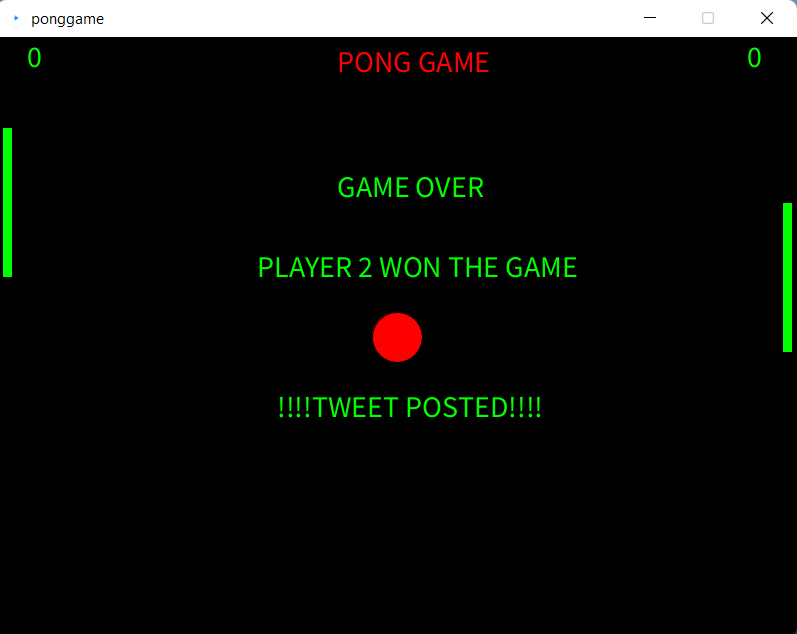 ponggame
0 PONG GAME 0
GAME OVER
PLAYER 2 WON THE GAME
!!!!TWEET POSTED!!!!